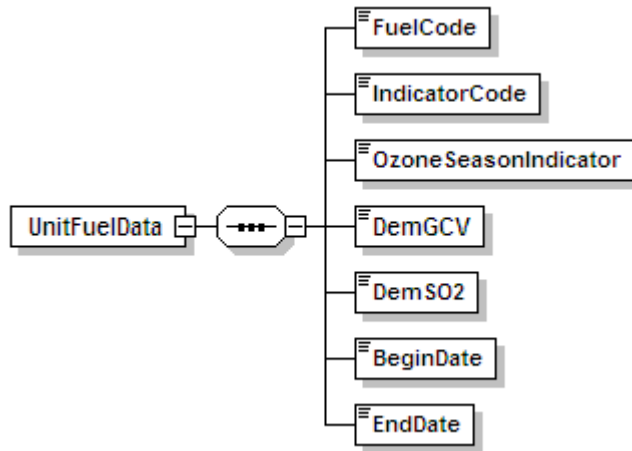 FuelCode
IndicatorCode
OzoneSeasonIndicator
UnitFuelData
DemGCV
DemSO2
BeginDate
EndDate